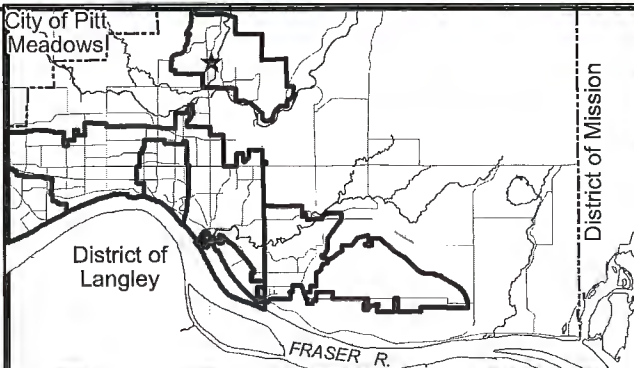 City of Pitt
Meadows
District of Mission
District of
Langley
FRASER R.